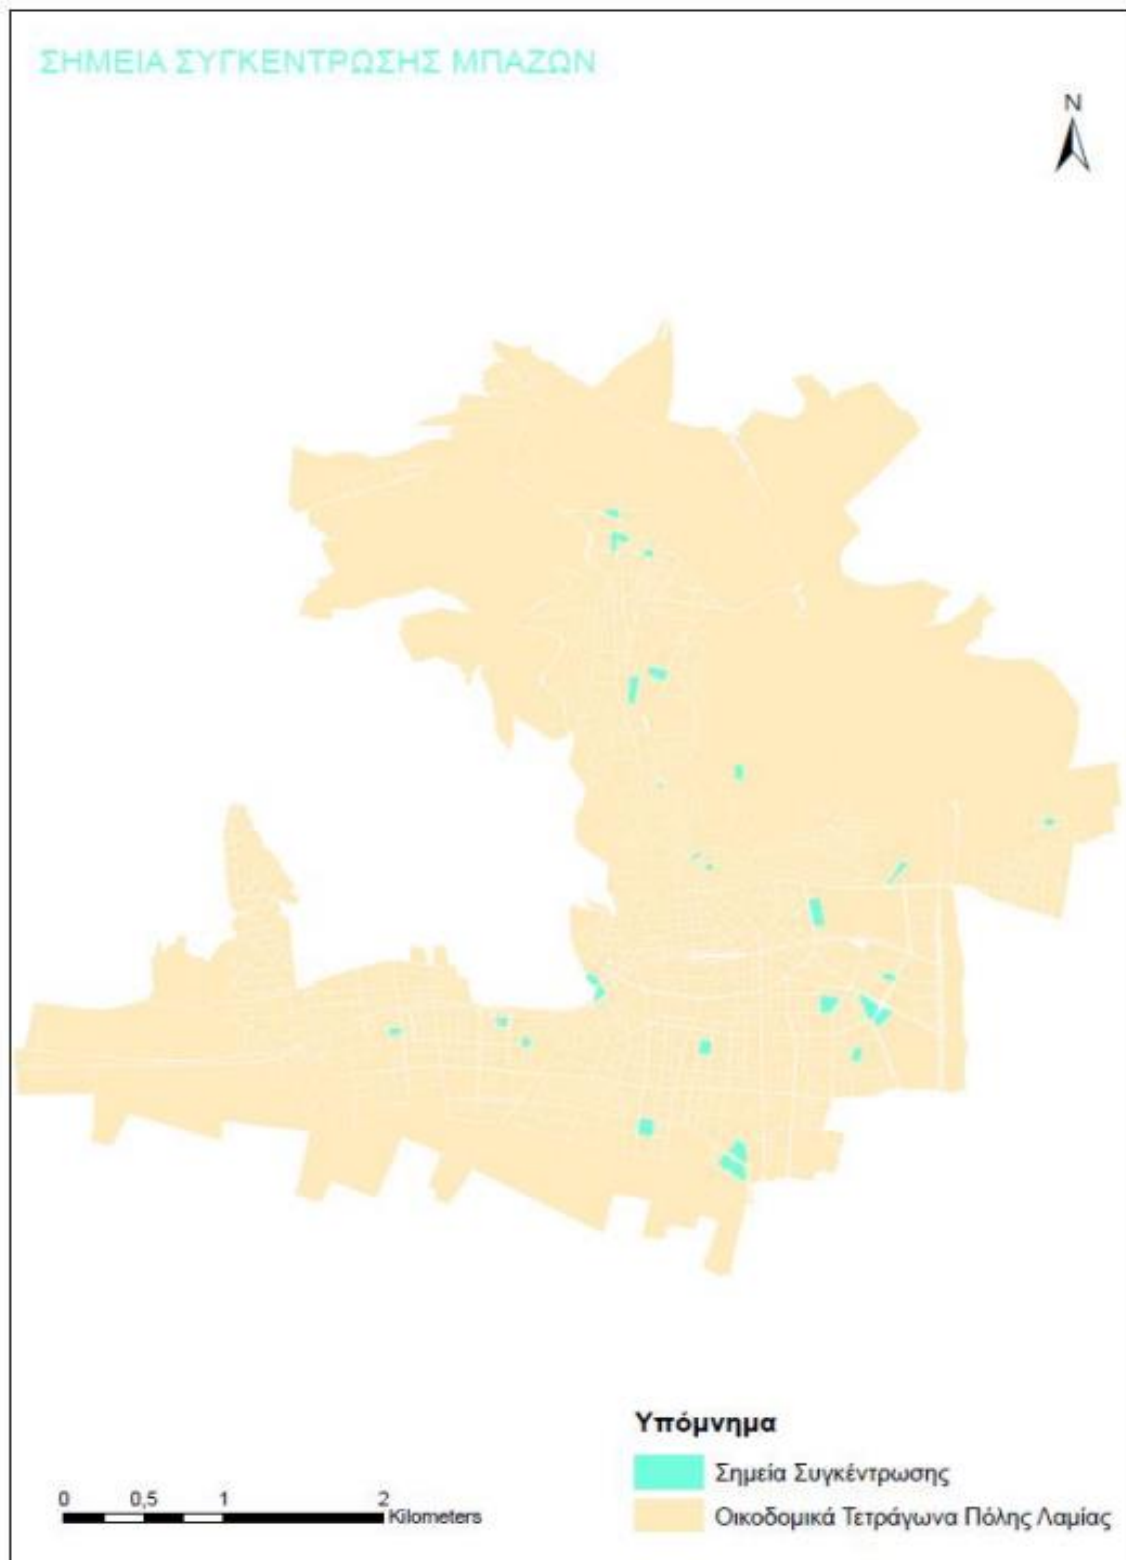 ΣΗΜΕΙΑ ΣΥΓΚΕΝΤΡΩΣΗΣ ΜΠΑΖΩΝ
N
Υπόμνημα
Σημεία Συγκέντρωσης
Οικοδομικά Τετράγωνα Πόλης Λαμίας
0 0,5 1 2
Kilometers